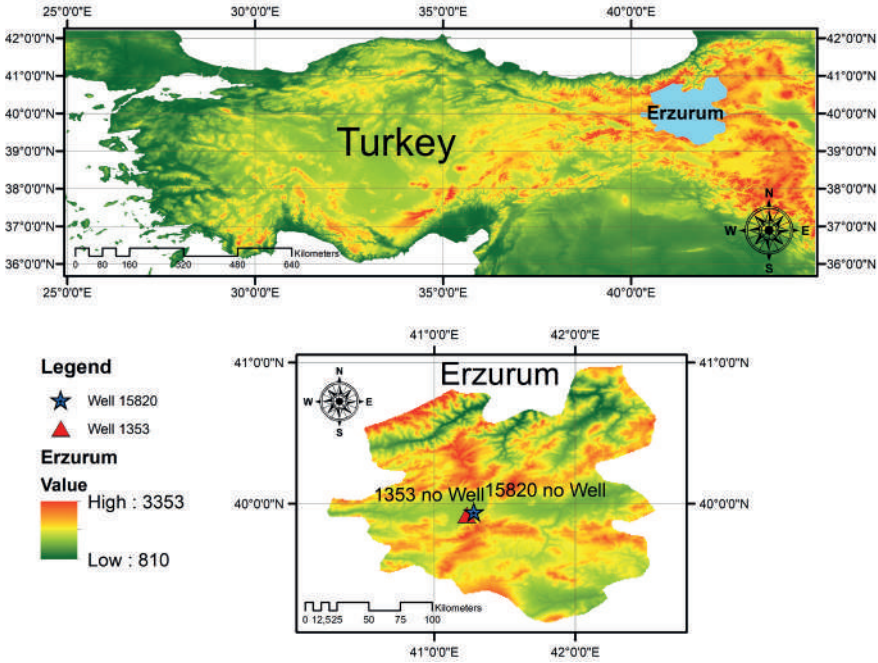 25°0'0"E 30°0'0"E 35°0'0"E 40°0'0"E
42°0'0"N 42°0'0"N
41°0'0"N 41°0'0"N
40°0'0"N 40°0'0"N
39°0'0"N 39°0'0"N
38°0'0"N 38°0'0"N
37°0'0"N 37°0'0"N
36°0'0"N 36°0'0"N
Erzurum
Turkey
N
W E
S
Kilometers
0 80 160 320 480 640
25°0'0"E 30°0'0"E 35°0'0"E 40°0'0"E
Legend
Well 15820
Well 1353
Erzurum
Value
High : 3353
Low : 810
41°0'0"E 42°0'0"E
41°0'0"N 41°0'0"N
Erzurum
N
W E
S
1353 no Well 15820 no Well
40°0'0"N 40°0'0"N
Kilometers
0 12,525 50 75 100
41°0'0"E 42°0'0"E